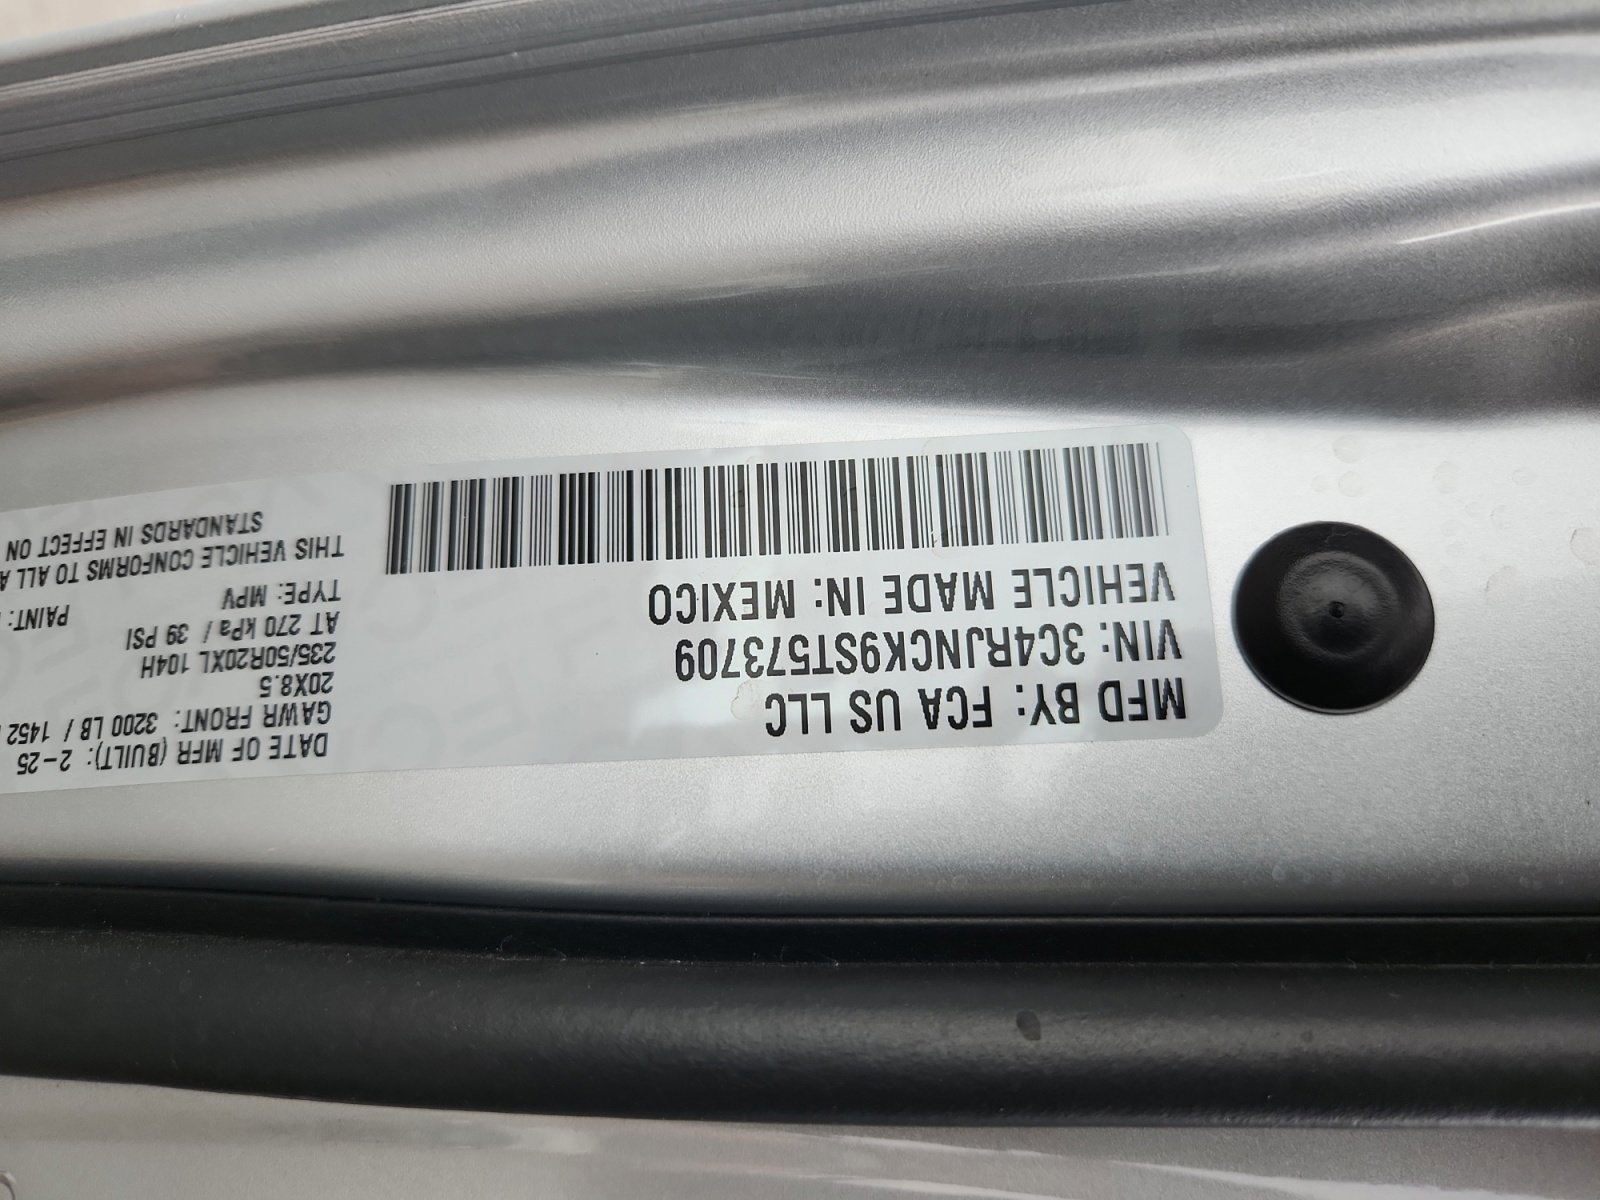 MFD BY: FCA US LLC
VIN: 3C4RJNCK9ST573709
VEHICLE MADE IN: MEXICO
DATE OF MFR (BUILT): 2-25
GAWR FRONT: 3200 LB / 1452
20X8.5
235/50R20XL 104H
AT 270 kPa / 39 PSI
TYPE: MPV PAINT:
THIS VEHICLE CONFORMS TO ALL A
STANDARDS IN EFFECT ON